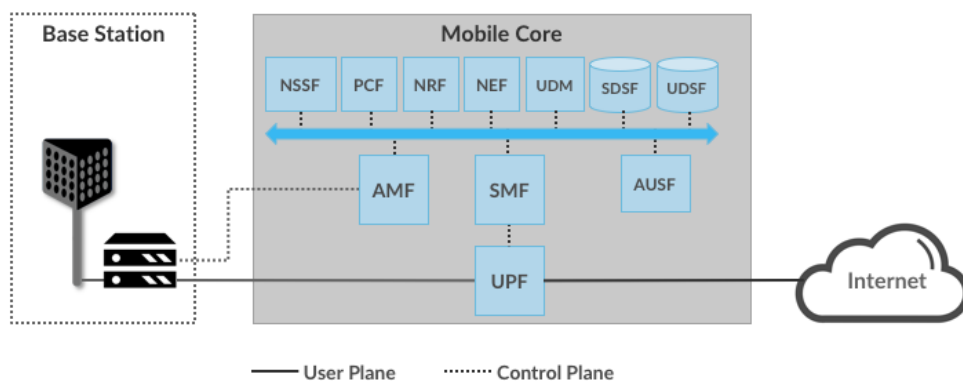 Base Station
Mobile Core
NSSF PCF NRF NEF UDM SDSF UDSF
AMF SMF AUSF
UPF
Internet
User Plane Control Plane